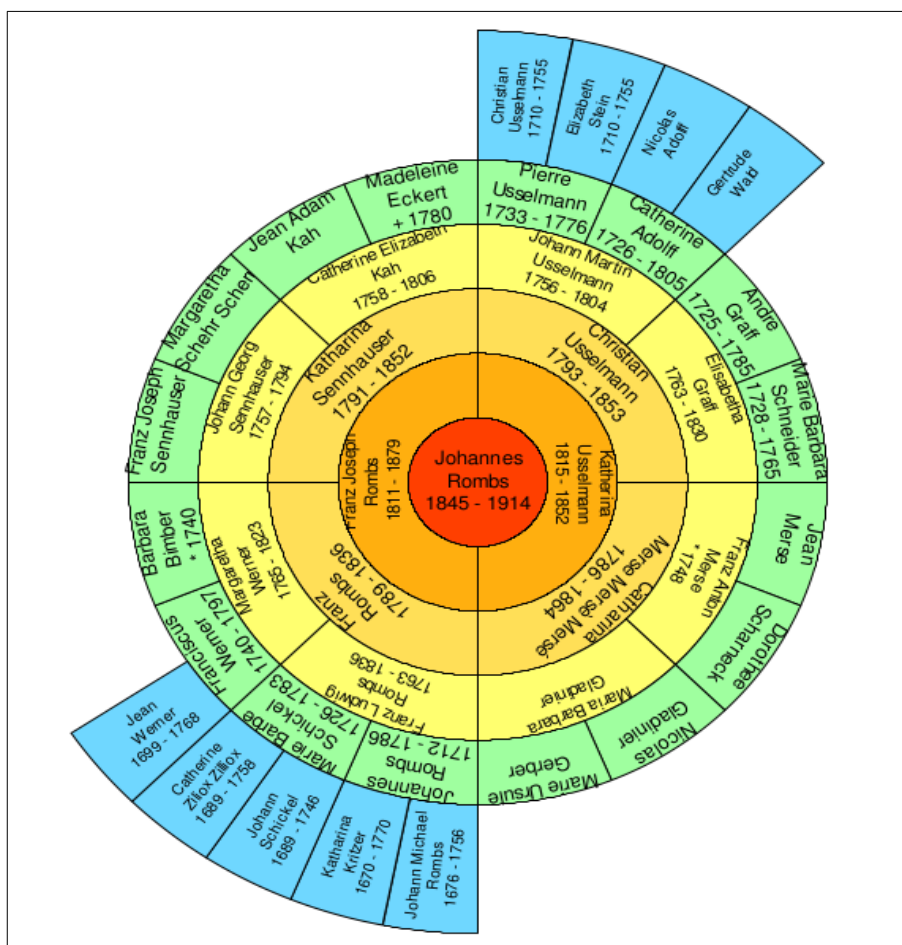 Johannes
Rombs
1845 - 1914
Franz Joseph
Rombs
1811 - 1879
Katharina
Usselmann
1815 - 1852
Franz
Rombs
1789 - 1836
Katharina
Sennhauser
1791 - 1852
Christian
Usselmann
1793 - 1853
Catharina
Merse Merse Mersé
1786 - 1864
Franz Ludwig
Rombs
1763 - 1836
Margaretha
Werner
1765 - 1823
Johann Georg
Sennhauser
1757 - 1794
Catherine Elizabeth
Kah
1758 - 1806
Johann Martin
Usselmann
1756 - 1804
Elisabetha
Graff
1763 - 1830
Franz Anton
Merse
* 1748
Maria Barbara
Gladinier
Johannes
Rombs
1712 - 1786
Marie Barbe
Schickel
1726 - 1783
Franciscus
Werner
1740 - 1797
Barbara
Bimber
* 1740
Franz Joseph
Sennhauser
Margaretha
Schehr Scherr
Jean Adam
Kah
Madeleine
Eckert
+ 1780
Pierre
Usselmann
1733 - 1776
Catherine
Adolff
1726 - 1805
Andre
Graff
1725 - 1785
Marie Barbara
Schneider
1728 - 1765
Jean
Merse
Dorothee
Scharneck
Nicolas
Gladinier
Marie Ursule
Gerber
Johann Michael
Rombs
1676 - 1756
Katharina
Kritzer
1670 - 1770
Johann
Schickel
1689 - 1746
Catherine
Ziliox Zilliox
1689 - 1758
Jean
Werner
1699 - 1768
Christian
Usselmann
1710 - 1755
Elizabeth
Stein
1710 - 1755
Nicolas
Adolff
Gertrude
Wald